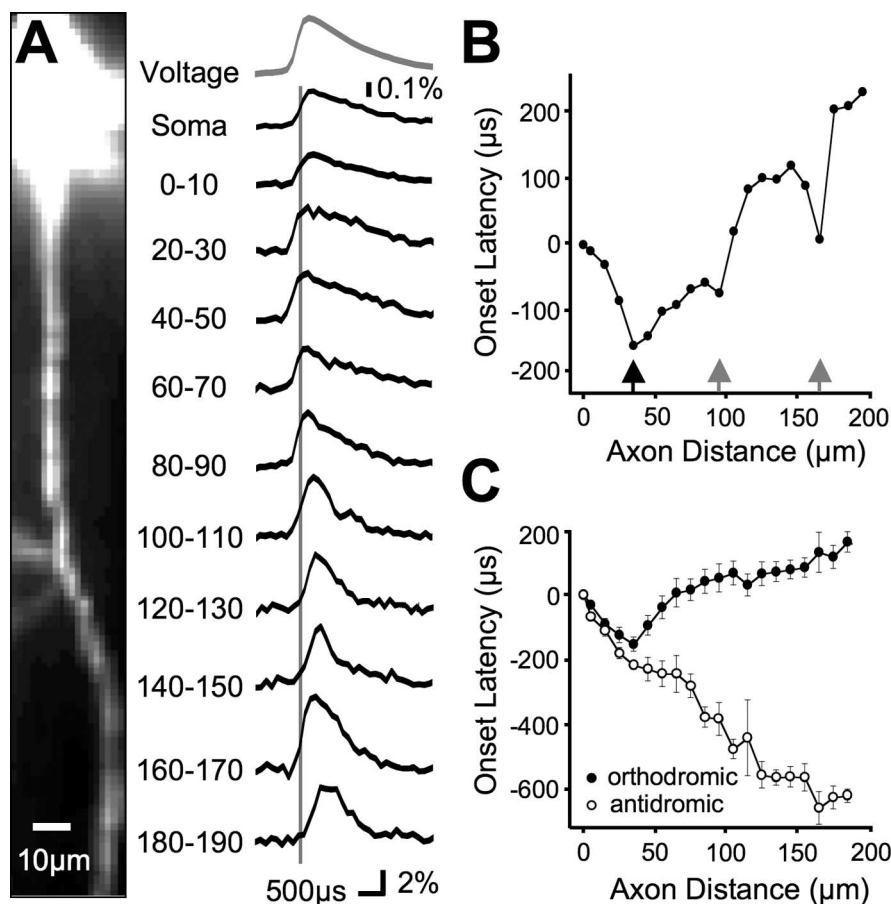 A
Voltage
0.1%
Soma
0-10
20-30
40-50
60-70
80-90
100-110
120-130
140-150
160-170
180-190
10µm
500µs
2%
B
Onset Latency (µs)
200
100
0
-100
-200
0 50 100 150 200
Axon Distance (µm)
C
Onset Latency (µs)
200
0
-200
-400
-600
orthodromic
antidromic
0 50 100 150 200
Axon Distance (µm)